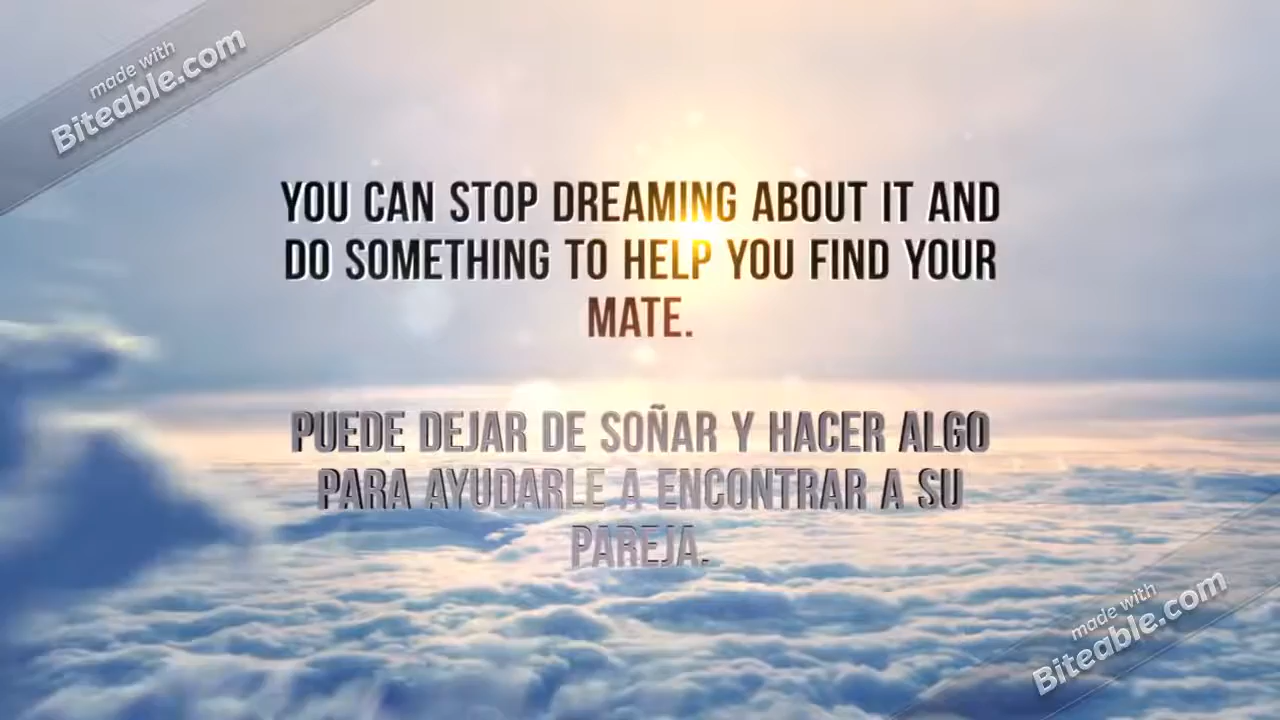 made with
Biteable.com
YOU CAN STOP DREAMING ABOUT IT AND
DO SOMETHING TO HELP YOU FIND YOUR
MATE.
PUEDE DEJAR DE SOÑAR Y HACER ALGO
PARA AYUDARLE A ENCONTRAR A SU
PAREJA.
made with
Biteable.com